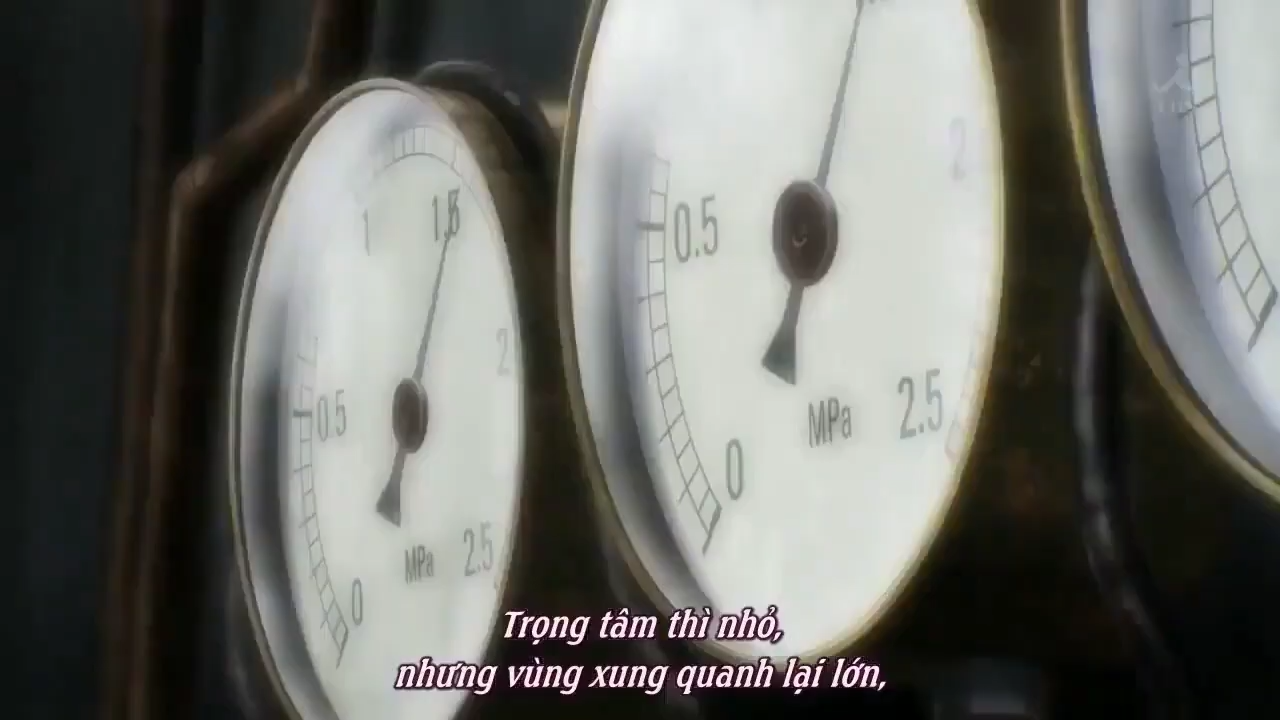 1
1.5
0.5
2
MPa
2.5
0
0.5
2
MPa
2.5
0
Trọng tâm thì nhỏ,
nhưng vùng xung quanh lại lớn,